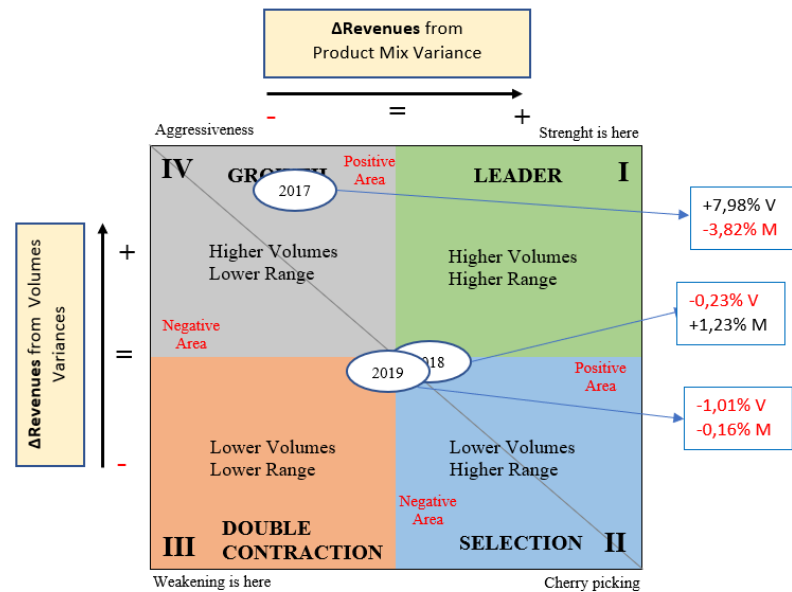 ΔRevenues from
Product Mix Variance
- = +
Aggressiveness
Strenght is here
IV
Positive
Area
LEADER
I
2017
+7,98% V
-3,82% M
ΔRevenues from Volumes
Variances
+
=
-
Higher Volumes
Lower Range
Higher Volumes
Higher Range
-0,23% V
+1,23% M
Negative
Area
2019
Positive
Area
-1,01% V
-0,16% M
Lower Volumes
Lower Range
Lower Volumes
Higher Range
Negative
Area
III
DOUBLE
CONTRACTION
SELECTION
II
Weakening is here
Cherry picking